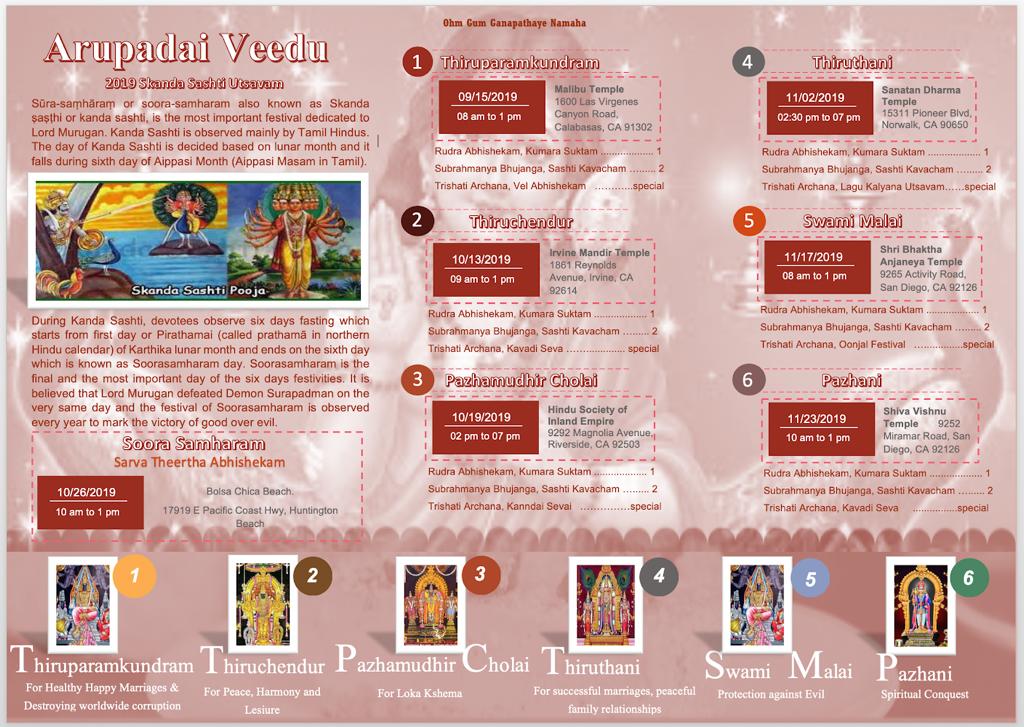 Ohm Gum Ganapathaye Namaha
Arupadai Veedu
2019 Skanda Sashti Utsavam
Sūra-saṃhāraṃ or soora-samharam also known as Skanda
ṣaṣṭhi or kanda sashti, is the most important festival dedicated to
Lord Murugan. Kanda Sashti is observed mainly by Tamil Hindus.
The day of Kanda Sashti is decided based on lunar month and it
falls during sixth day of Aippasi Month (Aippasi Masam in Tamil).
Skanda Sashti Pooja
During Kanda Sashti, devotees observe six days fasting which
starts from first day or Pirathamai (called prathamā in northern
Hindu calendar) of Karthika lunar month and ends on the sixth day
which is known as Soorasamharam day. Soorasamharam is the
final and the most important day of the six days festivities. It is
believed that Lord Murugan defeated Demon Surapadman on the
very same day and the festival of Soorasamharam is observed
every year to mark the victory of good over evil.
Soora Samharam
Sarva Theertha Abhishekam
10/26/2019
10 am to 1 pm
Bolsa Chica Beach.
17919 E Pacific Coast Hwy, Huntington
Beach
1
Thiruparamkundram
09/15/2019
08 am to 1 pm
Malibu Temple
1600 Las Virgenes
Canyon Road,
Calabasas, CA 91302
Rudra Abhishekam, Kumara Suktam .................... 1
Subrahmanya Bhujanga, Sashti Kavacham ......... 2
Trishati Archana, Vel Abhishekam …………special
2
Thiruchendur
10/13/2019
09 am to 1 pm
Irvine Mandir Temple
1861 Reynolds
Avenue, Irvine, CA
92614
Rudra Abhishekam, Kumara Suktam .................... 1
Subrahmanya Bhujanga, Sashti Kavacham ......... 2
Trishati Archana, Kavadi Seva …................. special
3
Pazhamudhir Cholai
10/19/2019
02 pm to 07 pm
Hindu Society of
Inland Empire
9292 Magnolia Avenue,
Riverside, CA 92503
Rudra Abhishekam, Kumara Suktam .................... 1
Subrahmanya Bhujanga, Sashti Kavacham ......... 2
Trishati Archana, Kanndai Sevai ……………special
4
Thiruthani
11/02/2019
02:30 pm to 07 pm
Sanatan Dharma
Temple
15311 Pioneer Blvd,
Norwalk, CA 90650
Rudra Abhishekam, Kumara Suktam .................... 1
Subrahmanya Bhujanga, Sashti Kavacham ......... 2
Trishati Archana, Lagu Kalyana Utsavam……special
5
Swami Malai
11/17/2019
08 am to 1 pm
Shri Bhaktha
Anjaneya Temple
9265 Activity Road,
San Diego, CA 92126
Rudra Abhishekam, Kumara Suktam .................... 1
Subrahmanya Bhujanga, Sashti Kavacham ......... 2
Trishati Archana, Oonjal Festival .................special
6
Pazhani
11/23/2019
10 am to 1 pm
Shiva Vishnu
Temple 9252
Miramar Road, San
Diego, CA 92126
Rudra Abhishekam, Kumara Suktam .................... 1
Subrahmanya Bhujanga, Sashti Kavacham ......... 2
Trishati Archana, Kavadi Seva .................special
1
Thiruparamkundram
For Healthy Happy Marriages &
Destroying worldwide corruption
2
Thiruchendur
For Peace, Harmony and
Lesiure
3
Pazhamudhir Cholai
For Loka Kshema
4
Thiruthani
For successful marriages, peaceful
family relationships
5
Swami Malai
Protection against Evil
6
Pazhani
Spiritual Conquest